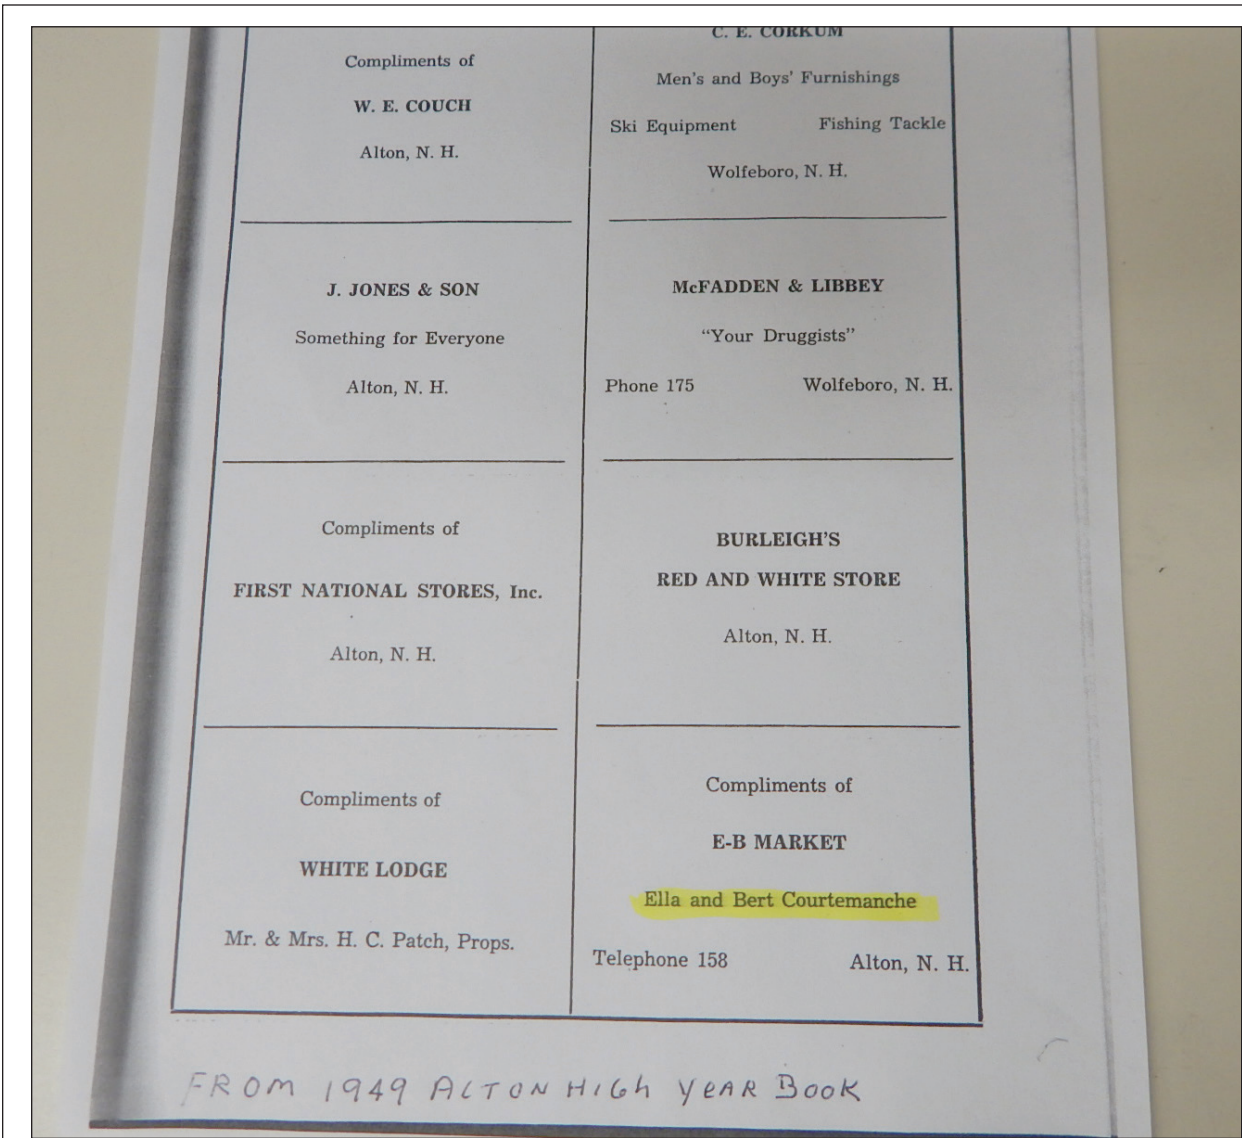 Compliments of
W. E. COUCH
Alton, N. H.
C. E. CORKUM
Men's and Boys' Furnishings
Ski Equipment Fishing Tackle
Wolfeboro, N. H.
J. JONES & SON
Something for Everyone
Alton, N. H.
McFADDEN & LIBBEY
“Your Druggists”
Phone 175 Wolfeboro, N. H.
Compliments of
FIRST NATIONAL STORES, Inc.
Alton, N. H.
BURLEIGH'S
RED AND WHITE STORE
Alton, N. H.
Compliments of
WHITE LODGE
Mr. & Mrs. H. C. Patch, Props.
Compliments of
E-B MARKET
Ella and Bert Courtemanche
Telephone 158 Alton, N. H.
FROM 1949 ALTON HIGh YEAR BOOK